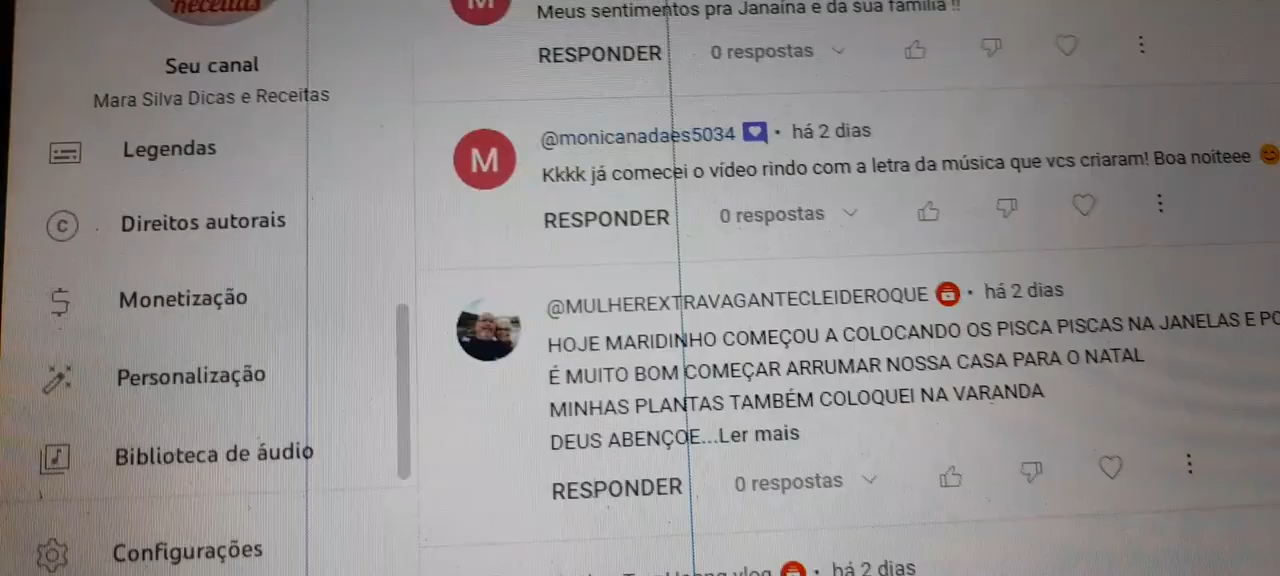 Receitas
Seu canal
Mara Silva Dicas e Receitas
Legendas
Direitos autorais
Monetização
Personalização
Biblioteca de áudio
Configurações
Meus sentimentos pra Janaína e da sua família !!
RESPONDER 0 respostas
M
@monicanadaes5034 • há 2 dias
Kkkk já comecei o vídeo rindo com a letra da música que vcs criaram! Boa noiteee
RESPONDER 0 respostas
@MULHEREXTRAVAGANTECLEIDEROQUE • há 2 dias
HOJE MARIDINHO COMEÇOU A COLOCANDO OS PISCA PISCAS NA JANELAS E PO
É MUITO BOM COMEÇAR ARRUMAR NOSSA CASA PARA O NATAL
MINHAS PLANTAS TAMBÉM COLOQUEI NA VARANDA
DEUS ABENÇOE...Ler mais
RESPONDER 0 respostas
vlog • há 2 dias